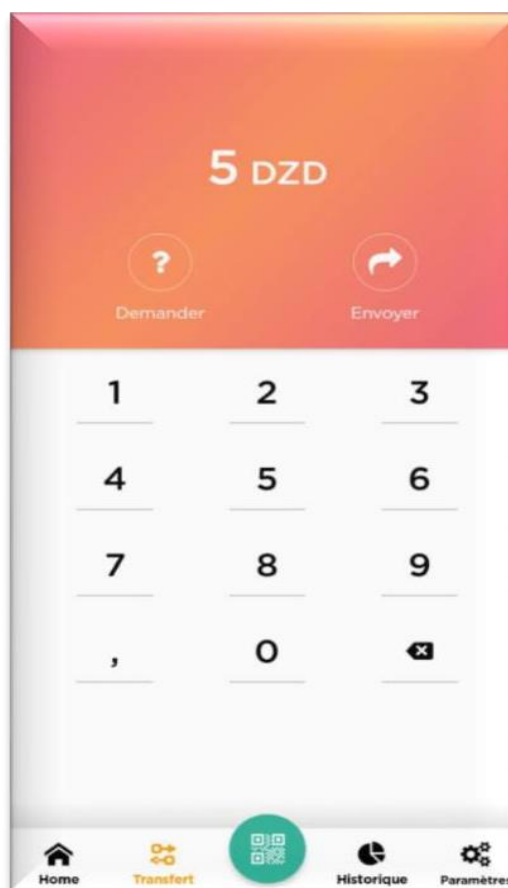 5 DZD
?
Demander
Envoyer
1 2 3
4 5 6
7 8 9
, 0
Home Transfert Historique Paramètres